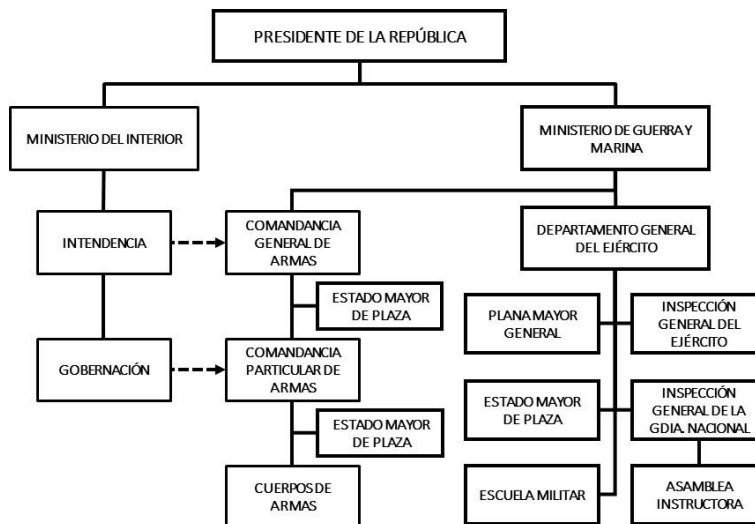 PRESIDENTE DE LA REPÚBLICA
MINISTERIO DEL INTERIOR
MINISTERIO DE GUERRA Y
MARINA
INTENDENCIA
COMANDANCIA
GENERAL DE
ARMAS
DEPARTAMENTO GENERAL
DEL EJÉRCITO
ESTADO MAYOR
DE PLAZA
PLANA MAYOR
GENERAL
INSPECCIÓN
GENERAL DEL
EJÉRCITO
GOBERNACIÓN
COMANDANCIA
PARTICULAR DE
ARMAS
ESTADO MAYOR
DE PLAZA
ESTADO MAYOR
DE PLAZA
INSPECCIÓN
GENERAL DE LA
GDIA. NACIONAL
CUERPOS DE
ARMAS
ESCUELA MILITAR
ASAMBLEA
INSTRUCTORA